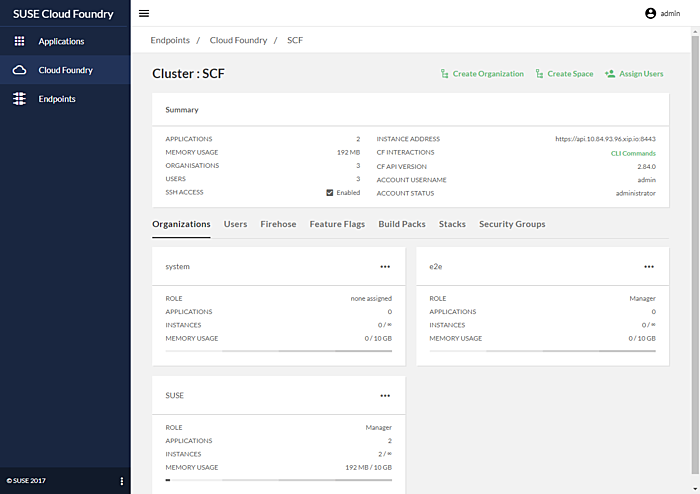 SUSE Cloud Foundry
admin
Applications
Cloud Foundry
Endpoints
Endpoints / Cloud Foundry / SCF
Cluster : SCF
Create Organization Create Space Assign Users
Summary
APPLICATIONS 2 INSTANCE ADDRESS https://api.10.84.93.96.xip.io:8443
MEMORY USAGE 192 MB CF INTERACTIONS CLI Commands
ORGANISATIONS 3 CF API VERSION 2.84.0
USERS 3 ACCOUNT USERNAME admin
SSH ACCESS Enabled ACCOUNT STATUS administrator
Organizations Users Firehose Feature Flags Build Packs Stacks Security Groups
system
ROLE none assigned
APPLICATIONS 0
INSTANCES 0 / ∞
MEMORY USAGE 0 / 10 GB
e2e
ROLE Manager
APPLICATIONS 0
INSTANCES 0 / ∞
MEMORY USAGE 0 / 10 GB
SUSE
ROLE Manager
APPLICATIONS 2
INSTANCES 2 / ∞
MEMORY USAGE 192 MB / 10 GB
© SUSE 2017